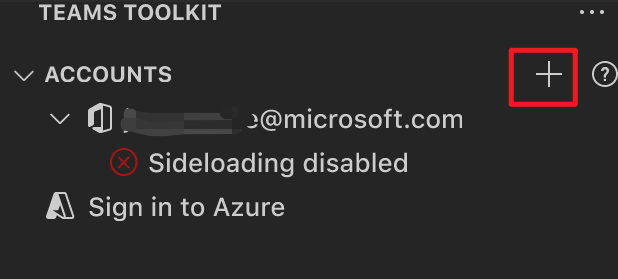 TEAMS TOOLKIT
ACCOUNTS
e@microsoft.com
Sideloading disabled
Sign in to Azure